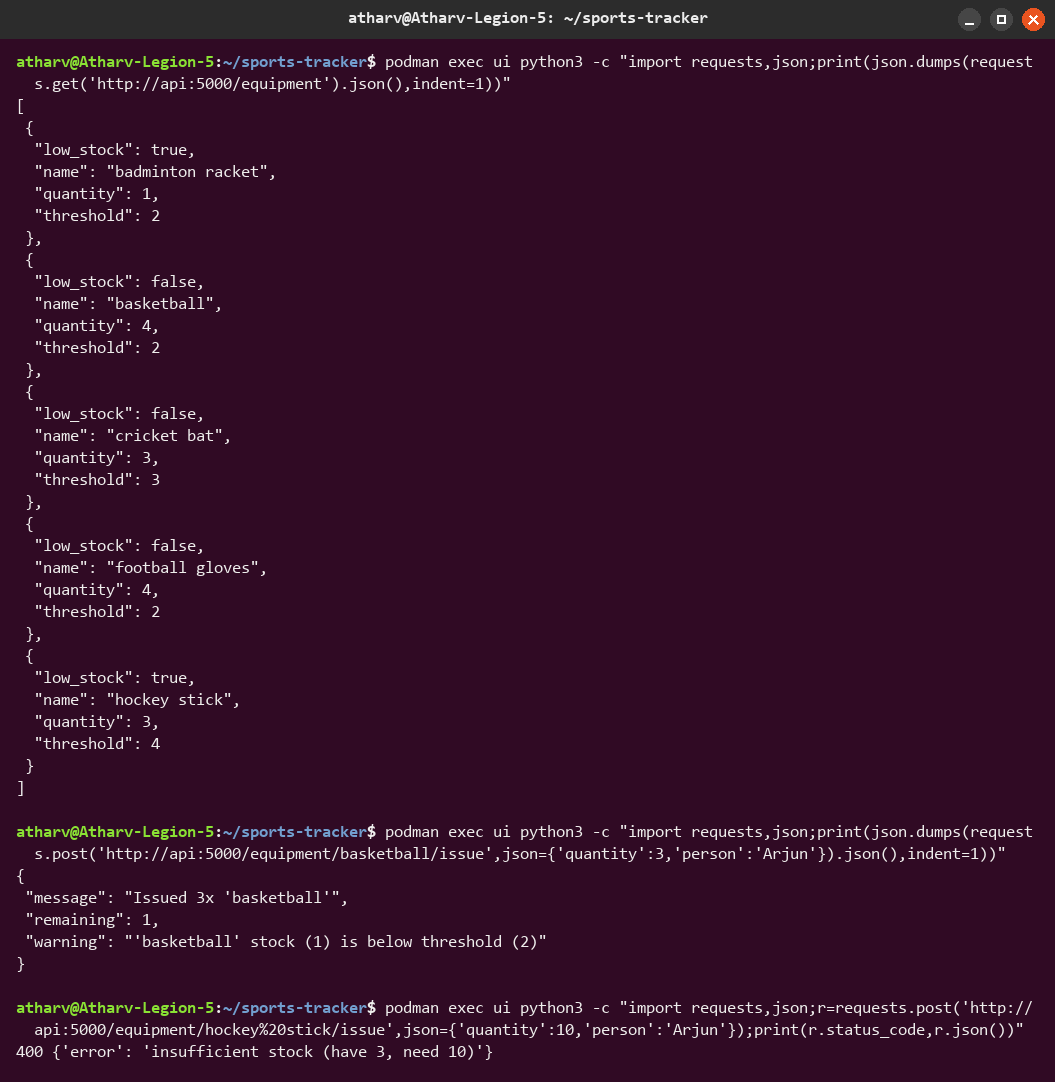 atharv@Atharv-Legion-5: ~/sports-tracker
atharv@Atharv-Legion-5:~/sports-tracker$ podman exec ui python3 -c "import requests,json;print(json.dumps(request
s.get('http://api:5000/equipment').json(),indent=1))"
[
 {
  "low_stock": true,
  "name": "badminton racket",
  "quantity": 1,
  "threshold": 2
 },
 {
  "low_stock": false,
  "name": "basketball",
  "quantity": 4,
  "threshold": 2
 },
 {
  "low_stock": false,
  "name": "cricket bat",
  "quantity": 3,
  "threshold": 3
 },
 {
  "low_stock": false,
  "name": "football gloves",
  "quantity": 4,
  "threshold": 2
 },
 {
  "low_stock": true,
  "name": "hockey stick",
  "quantity": 3,
  "threshold": 4
 }
]
atharv@Atharv-Legion-5:~/sports-tracker$ podman exec ui python3 -c "import requests,json;print(json.dumps(request
s.post('http://api:5000/equipment/basketball/issue',json={'quantity':3,'person':'Arjun'}).json(),indent=1))"
{
 "message": "Issued 3x 'basketball'",
 "remaining": 1,
 "warning": "'basketball' stock (1) is below threshold (2)"
}
atharv@Atharv-Legion-5:~/sports-tracker$ podman exec ui python3 -c "import requests,json;r=requests.post('http://
api:5000/equipment/hockey%20stick/issue',json={'quantity':10,'person':'Arjun'});print(r.status_code,r.json())"
400 {'error': 'insufficient stock (have 3, need 10)'}